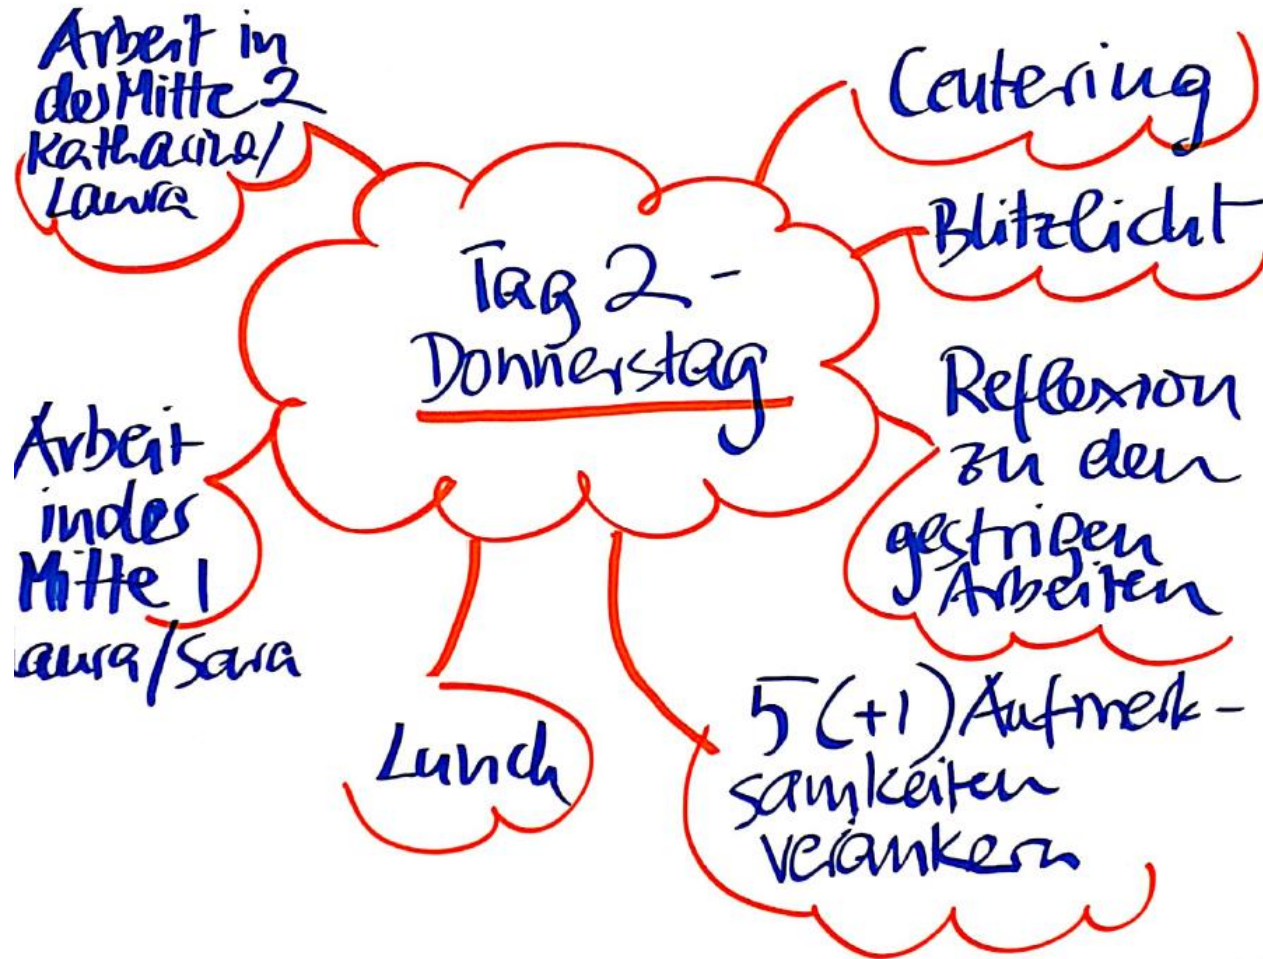 Tag 2 -
Donnerstag
Centering
Blitzlicht
Reflexion
zu den
gestrigen
Arbeiten
5 (+1) Aufmerk-
samkeiten
verankern
Lunch
Arbeit
in der
Mitte 1
aura/Sara
Arbeit in
der Mitte 2
Katharina/
Laura